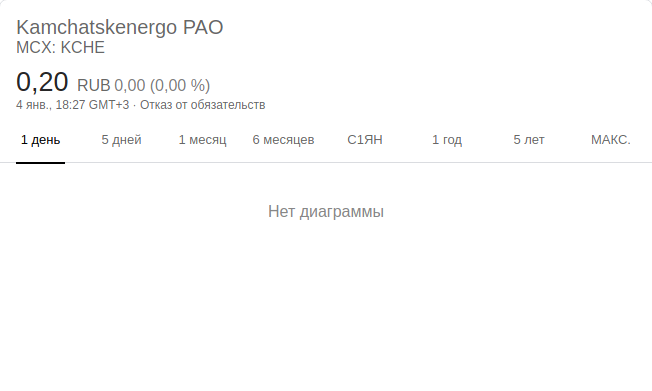 Kamchatskenergo PAO
MCX: KCHE
0,20 RUB 0,00 (0,00 %)
4 янв., 18:27 GMT+3 · Отказ от обязательств
1 день 5 дней 1 месяц 6 месяцев С1ЯН 1 год 5 лет МАКС.
Нет диаграммы